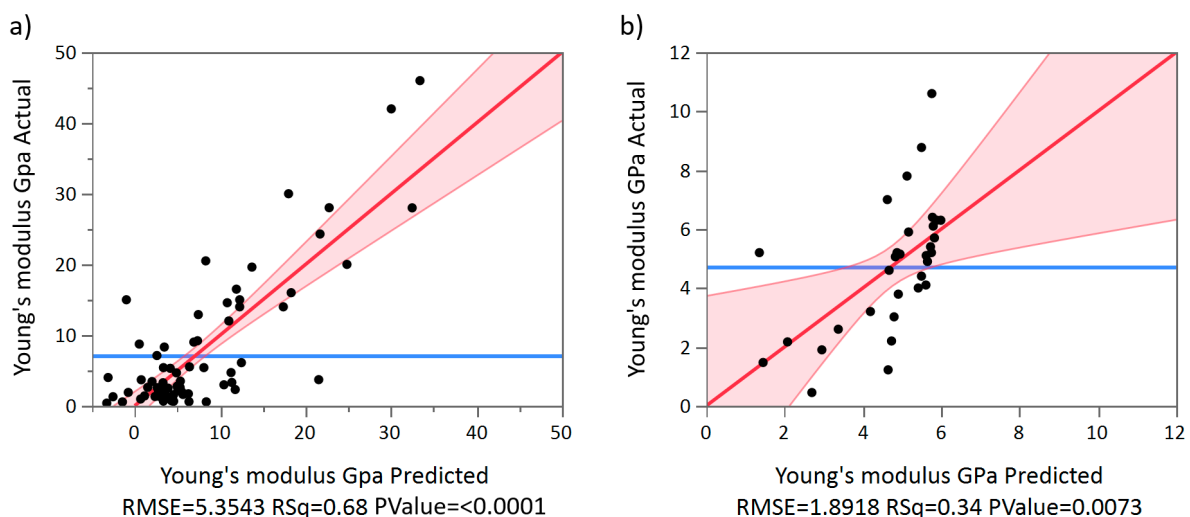 a)
Young's modulus Gpa Actual
50
40
30
20
10
0
0 10 20 30 40 50
Young's modulus Gpa Predicted
RMSE=5.3543 RSq=0.68 PValue=<0.0001
b)
Young's modulus GPa Actual
12
10
8
6
4
2
0
0 2 4 6 8 10 12
Young's modulus GPa Predicted
RMSE=1.8918 RSq=0.34 PValue=0.0073